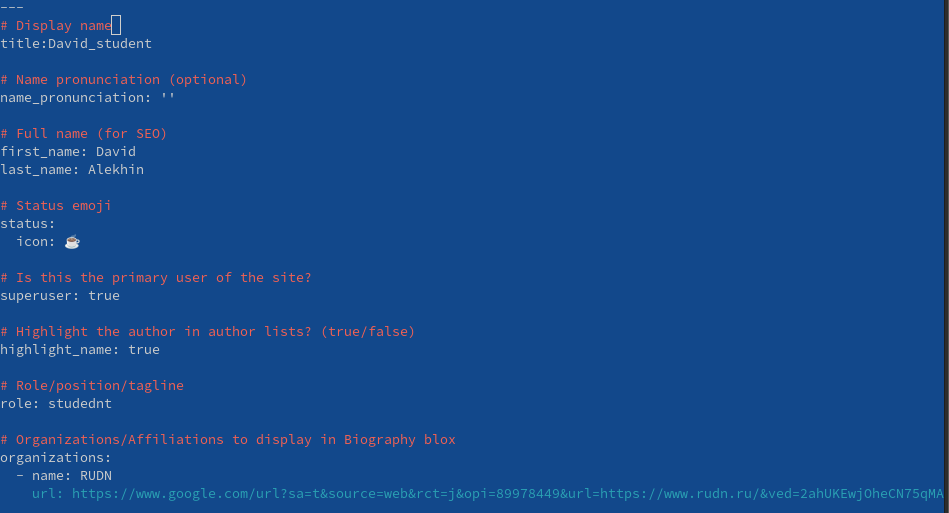 ---
# Display name
title:David_student
# Name pronunciation (optional)
name_pronunciation: ''
# Full name (for SEO)
first_name: David
last_name: Alekhin
# Status emoji
status:
icon: ☕
# Is this the primary user of the site?
superuser: true
# Highlight the author in author lists? (true/false)
highlight_name: true
# Role/position/tagline
role: studednt
# Organizations/Affiliations to display in Biography blox
organizations:
- name: RUDN
url: https://www.google.com/url?sa=t&source=web&rct=j&opi=89978449&url=https://www.rudn.ru/&ved=2ahUKEwjOheCN75qMA